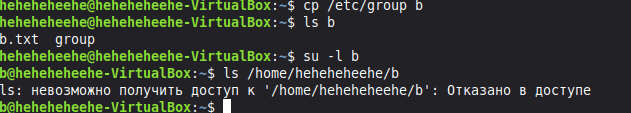 heheheheehe@heheheheehe-VirtualBox:~$ cp /etc/group b
heheheheehe@heheheheehe-VirtualBox:~$ ls b
b.txt  group
heheheheehe@heheheheehe-VirtualBox:~$ su -l b
b@heheheheehe-VirtualBox:~$ ls /home/heheheheehe/b
ls: невозможно получить доступ к '/home/heheheheehe/b': Отказано в доступе
b@heheheheehe-VirtualBox:~$